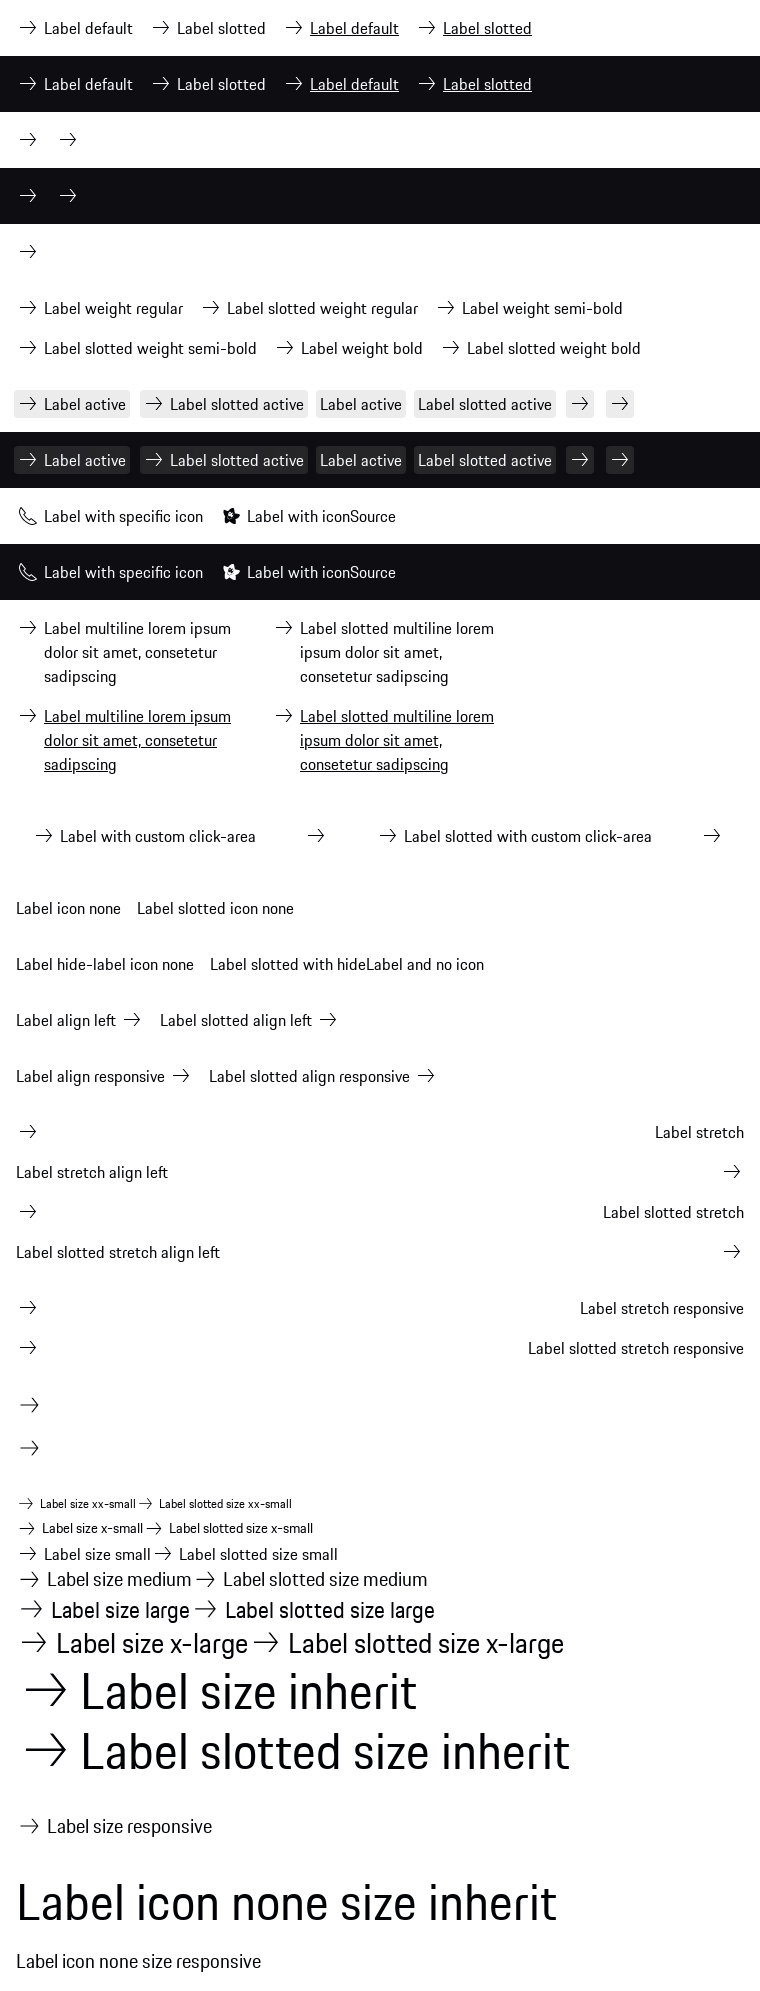 Label default Label slotted Label default Label slotted
Label default Label slotted Label default Label slotted
Label weight regular Label slotted weight regular Label weight semi-bold
Label slotted weight semi-bold Label weight bold Label slotted weight bold
Label active Label slotted active Label active Label slotted active
Label active Label slotted active Label active Label slotted active
Label with specific icon Label with iconSource
Label with specific icon Label with iconSource
Label multiline lorem ipsum
dolor sit amet, consetetur
sadipscing
Label slotted multiline lorem
ipsum dolor sit amet,
consetetur sadipscing
Label multiline lorem ipsum
dolor sit amet, consetetur
sadipscing
Label slotted multiline lorem
ipsum dolor sit amet,
consetetur sadipscing
Label with custom click-area Label slotted with custom click-area
Label icon none Label slotted icon none
Label hide-label icon none Label slotted with hideLabel and no icon
Label align left Label slotted align left
Label align responsive Label slotted align responsive
Label stretch
Label stretch align left
Label slotted stretch
Label slotted stretch align left
Label stretch responsive
Label slotted stretch responsive
Label size xx-small Label slotted size xx-small
Label size x-small Label slotted size x-small
Label size small Label slotted size small
Label size medium Label slotted size medium
Label size large Label slotted size large
Label size x-large Label slotted size x-large
Label size inherit
Label slotted size inherit
Label size responsive
Label icon none size inherit
Label icon none size responsive